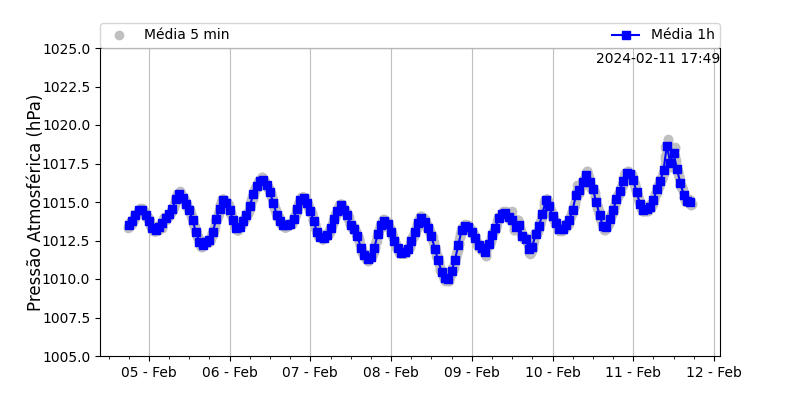 Média 5 min
Média 1h
2024-02-11 17:49
Pressão Atmosférica (hPa)
1025.0
1022.5
1020.0
1017.5
1015.0
1012.5
1010.0
1007.5
1005.0
05 - Feb
06 - Feb
07 - Feb
08 - Feb
09 - Feb
10 - Feb
11 - Feb
12 - Feb